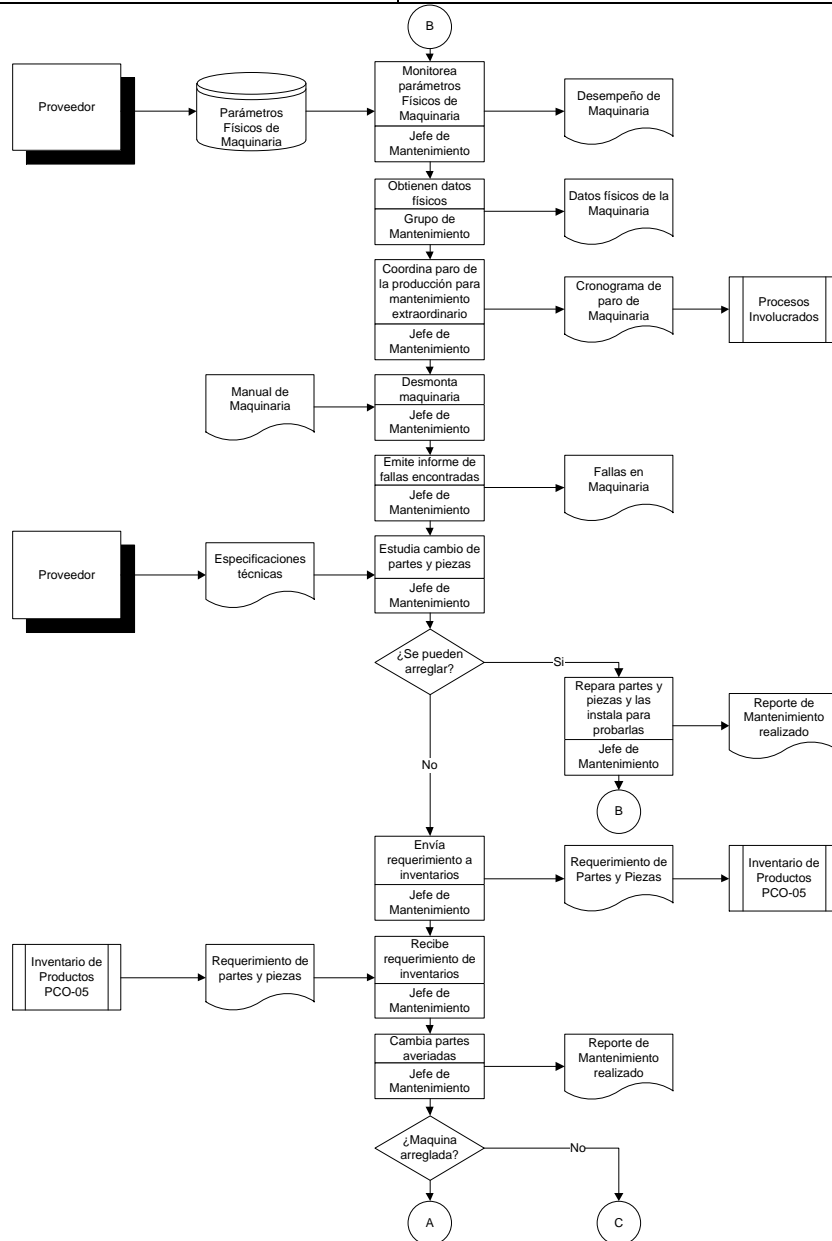 B
Proveedor
Parámetros
Físicos de
Maquinaria
Monitorea
parámetros
Físicos de
Maquinaria
Jefe de
Mantenimiento
Desempeño de
Maquinaria
Obtienen datos
físicos
Grupo de
Mantenimiento
Datos físicos de la
Maquinaria
Coordina paro de
la producción para
mantenimiento
extraordinario
Jefe de
Mantenimiento
Cronograma de
paro de
Maquinaria
Procesos
Involucrados
Manual de
Maquinaria
Desmonta
maquinaria
Jefe de
Mantenimiento
Emite informe de
fallas encontradas
Jefe de
Mantenimiento
Fallas en
Maquinaria
Proveedor
Especificaciones
técnicas
Estudia cambio de
partes y piezas
Jefe de
Mantenimiento
¿Se pueden
arreglar?
Si
Repara partes y
piezas y las
instala para
probarlas
Jefe de
Mantenimiento
Reporte de
Mantenimiento
realizado
No
B
Envía
requerimiento a
inventarios
Jefe de
Mantenimiento
Requerimiento de
Partes y Piezas
Inventario de
Productos
PCO-05
Inventario de
Productos
PCO-05
Requerimiento de
partes y piezas
Recibe
requerimiento de
inventarios
Jefe de
Mantenimiento
Cambia partes
averiadas
Jefe de
Mantenimiento
Reporte de
Mantenimiento
realizado
¿Maquina
arreglada?
No
A
C